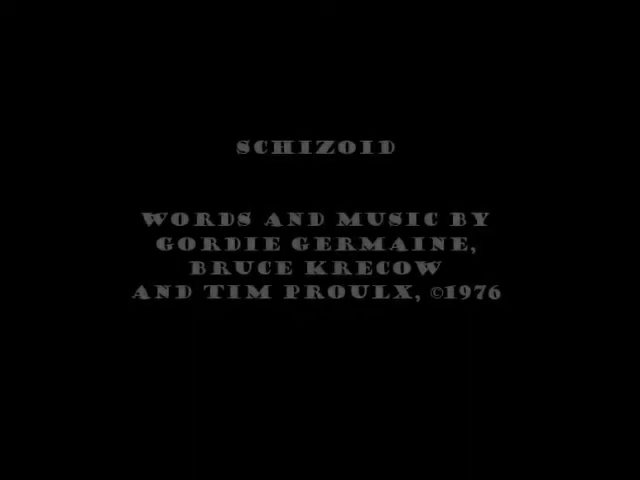 SCHIZOID
WORDS AND MUSIC BY
GORDIE GERMAINE,
BRUCE KRECOW
AND TIM PROULX, ©1976